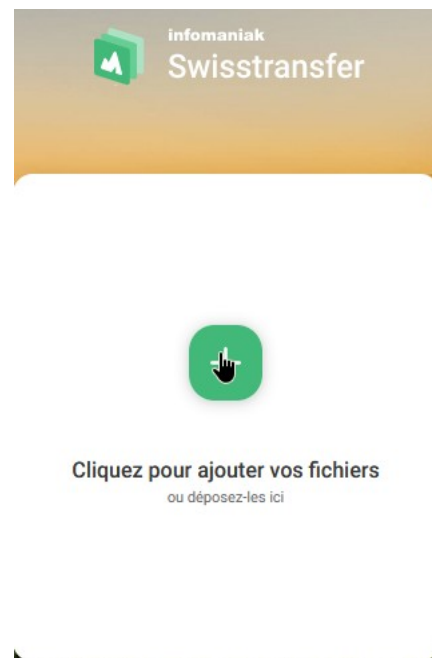 infomaniak
Swisstransfer
Cliquez pour ajouter vos fichiers
ou déposez-les ici